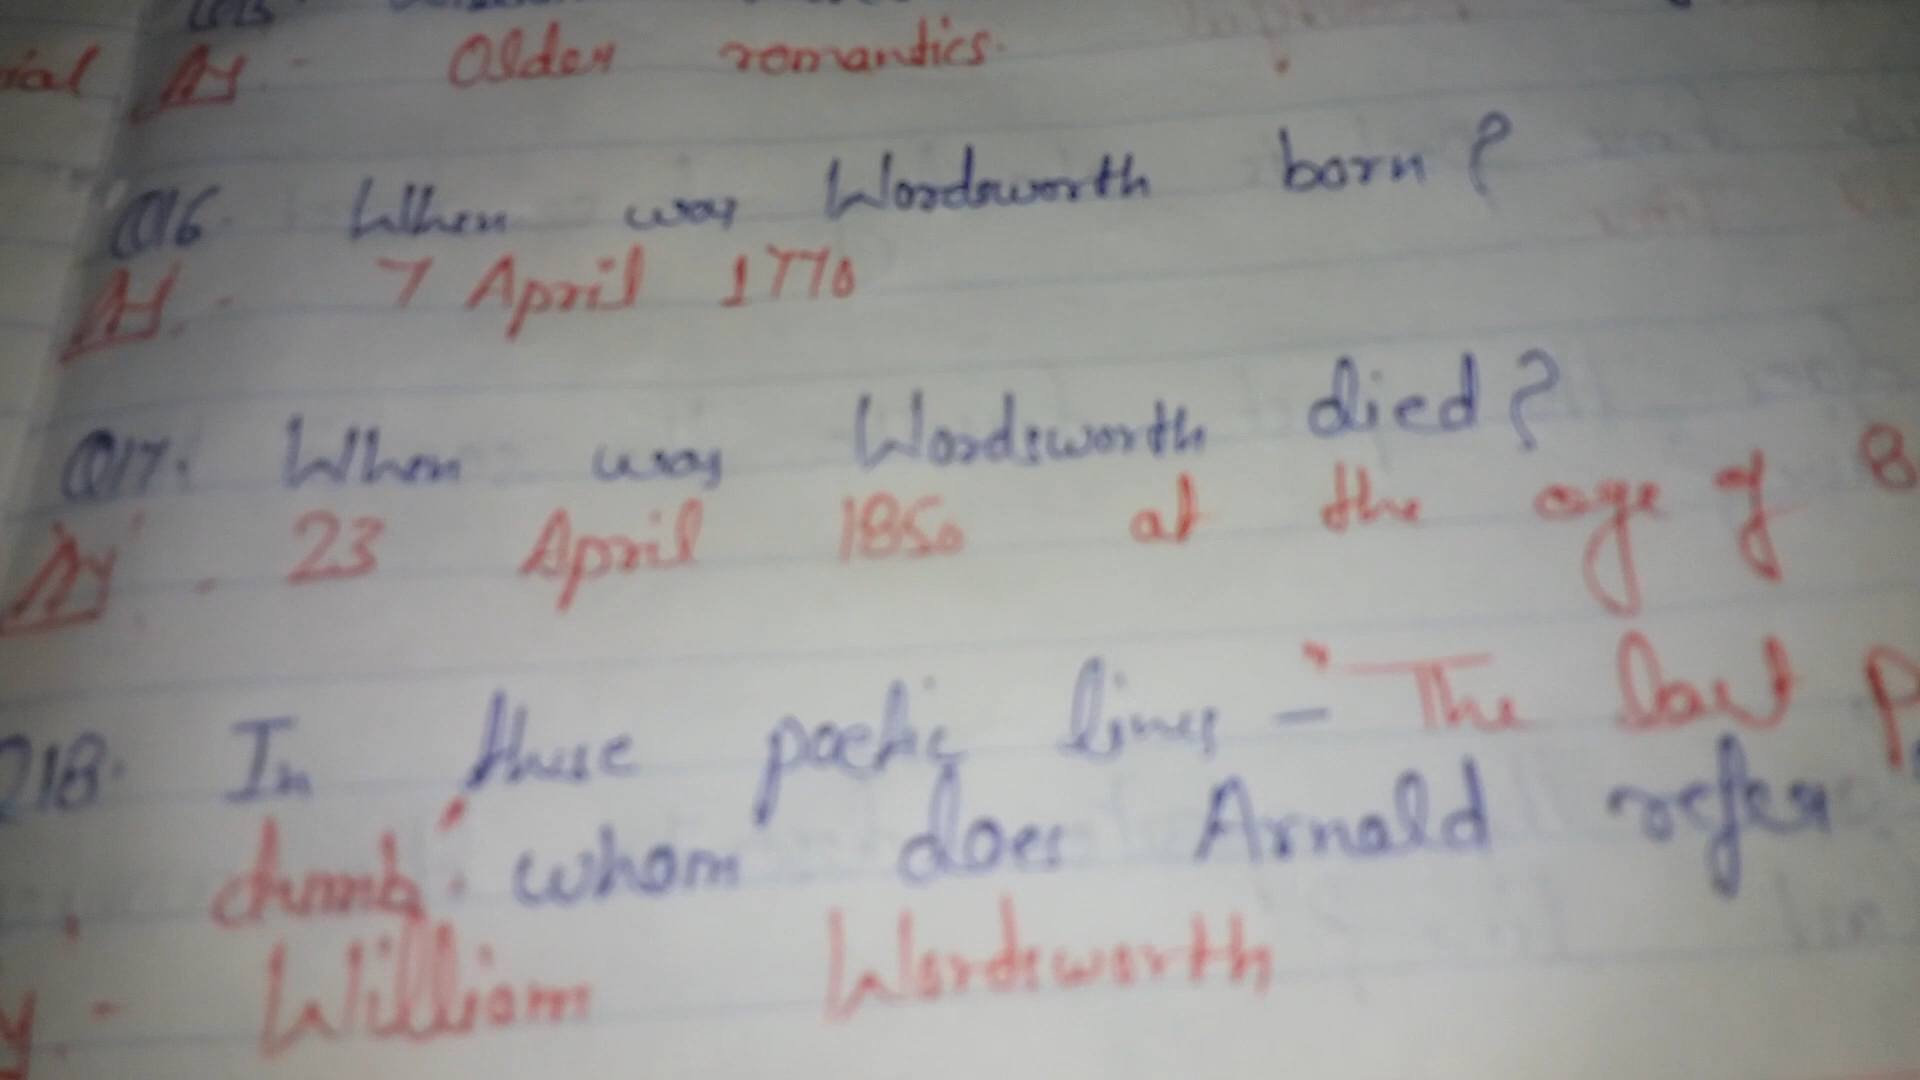 Ans - Older romantics.
Q16. When was Wordsworth born?
Ans. - 7 April 1770
Q17. When was Wordsworth died?
Ans - 23 April 1850 at the age of 8
Q18. In these poetic lines - "The last p
dumb". whom does Arnold refer
- William Wordsworth